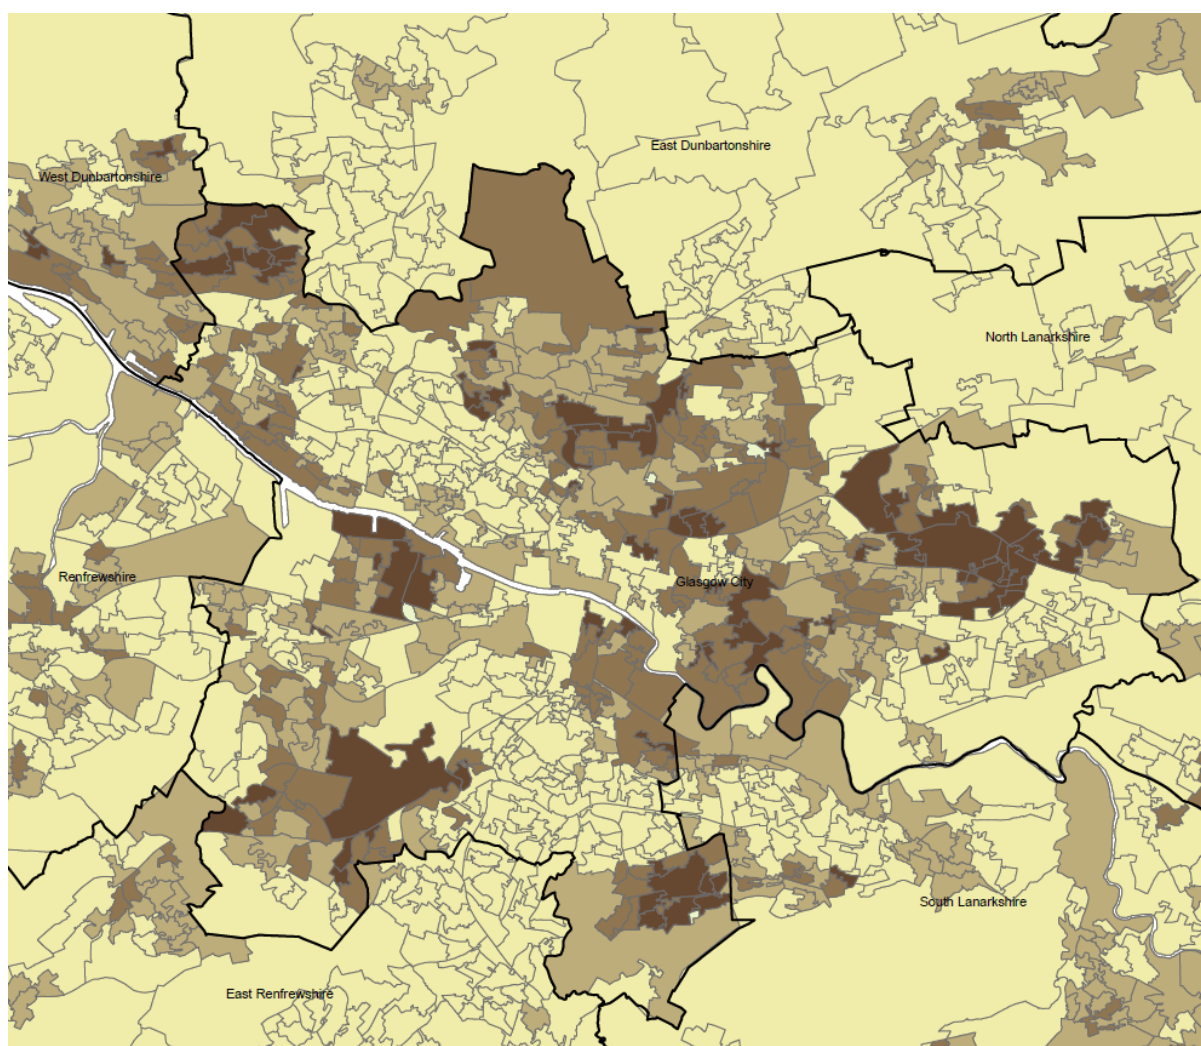 East Dunbartonshire
West Dunbartonshire
North Lanarkshire
Renfrewshire
Glasgow City
South Lanarkshire
East Renfrewshire